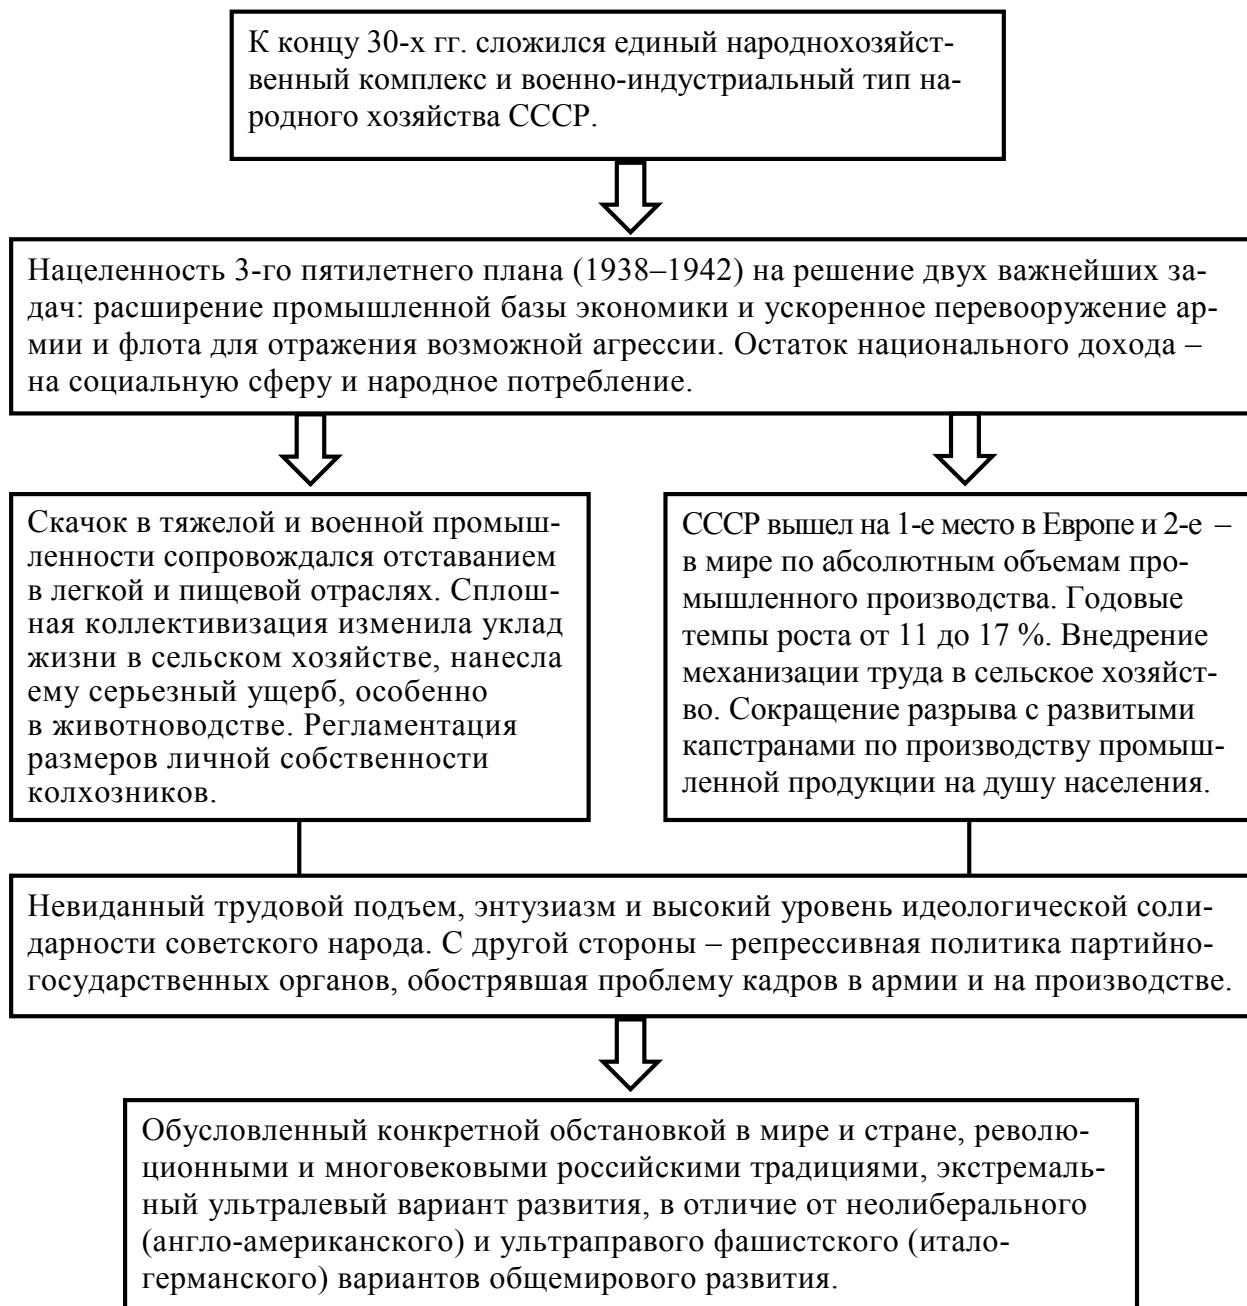 К концу 30-х гг. сложился единый народнохозяйст-
венный комплекс и военно-индустриальный тип на-
родного хозяйства СССР.
Нацеленность 3-го пятилетнего плана (1938–1942) на решение двух важнейших за-
дач: расширение промышленной базы экономики и ускоренное перевооружение ар-
мии и флота для отражения возможной агрессии. Остаток национального дохода –
на социальную сферу и народное потребление.
Скачок в тяжелой и военной промыш-
ленности сопровождался отставанием
в легкой и пищевой отраслях. Сплош-
ная коллективизация изменила уклад
жизни в сельском хозяйстве, нанесла
ему серьезный ущерб, особенно
в животноводстве. Регламентация
размеров личной собственности
колхозников.
СССР вышел на 1-е место в Европе и 2-е –
в мире по абсолютным объемам про-
мышленного производства. Годовые
темпы роста от 11 до 17 %. Внедрение
механизации труда в сельское хозяйст-
во. Сокращение разрыва с развитыми
капстранами по производству промыш-
ленной продукции на душу населения.
Невиданный трудовой подъем, энтузиазм и высокий уровень идеологической соли-
дарности советского народа. С другой стороны – репрессивная политика партийно-
государственных органов, обострявшая проблему кадров в армии и на производстве.
Обусловленный конкретной обстановкой в мире и стране, револю-
ционными и многовековыми российскими традициями, экстремаль-
ный ультралевый вариант развития, в отличие от неолиберального
(англо-американского) и ультраправого фашистского (итало-
германского) вариантов общемирового развития.